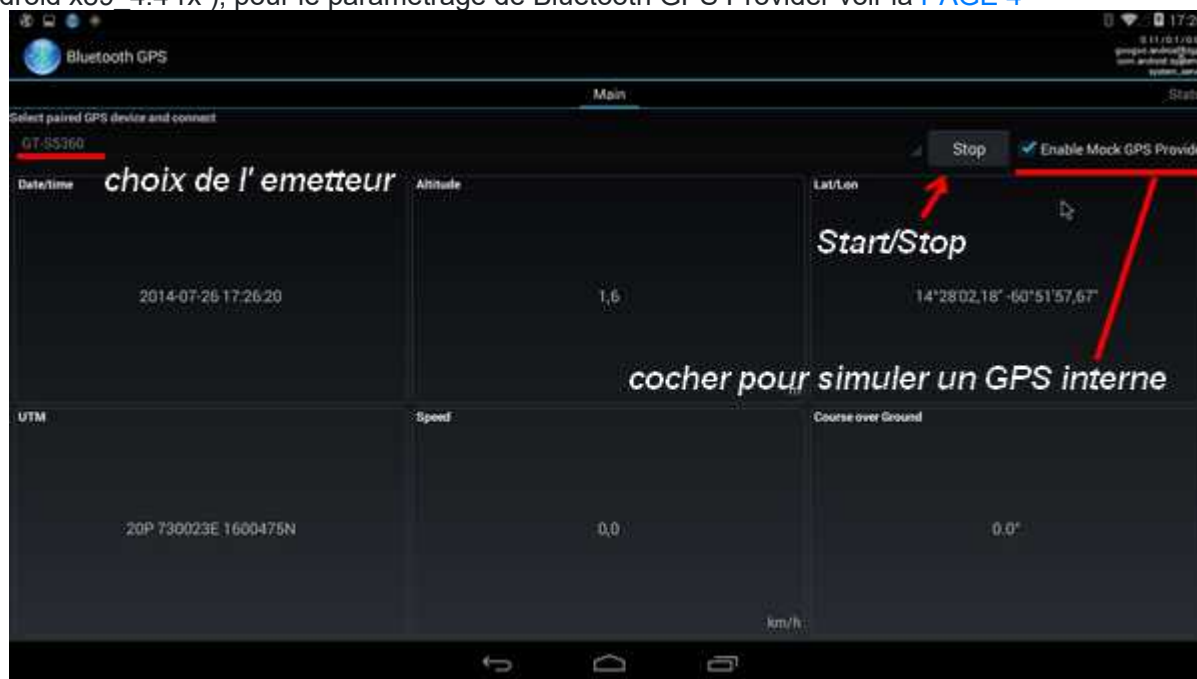 droid x89_4.4 rx ), pour le paramétrage de Bluetooth GPS Provider voir la PAGE 4
17:2
Bluetooth GPS
Main
Stat
Select paired GPS device and connect
GT-S5360
Stop
Enable Mock GPS Provide
choix de l' emetteur
Start/Stop
Date/time
Altitude
Lat/Lon
2014-07-26 17:26:20
1,6
14°28'02,18" -60°51'57,67"
cocher pour simuler un GPS interne
UTM
Speed
Course over Ground
20P 730023E 1600475N
0,0
0.0°
km/h